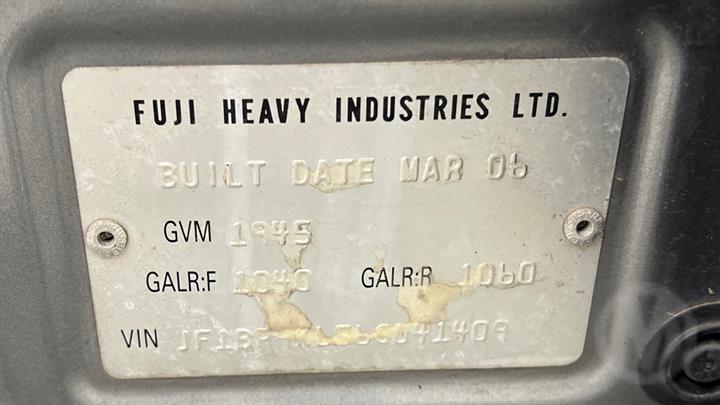 FUJI HEAVY INDUSTRIES LTD.
BUILT DATE MAR 06
GVM 1945
GALR:F 1040 GALR:R 1060
VIN